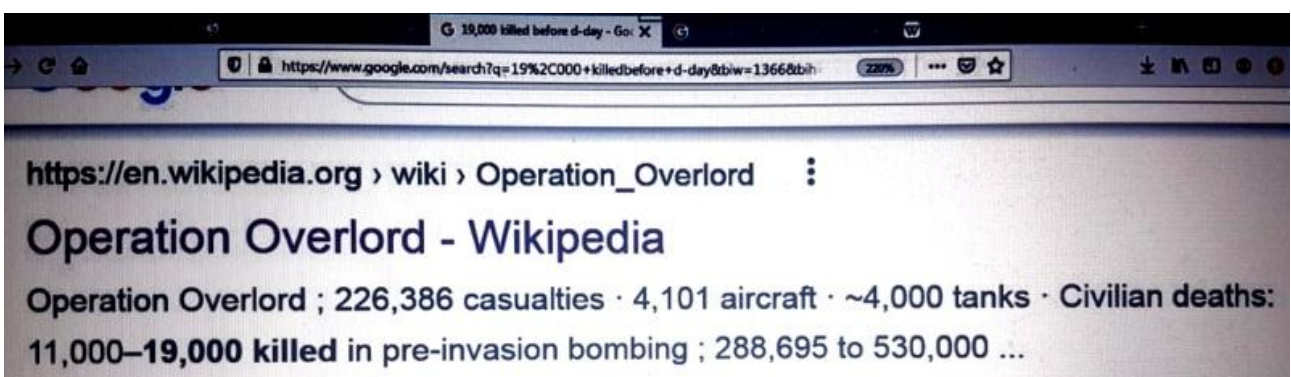 G 19,000 killed before d-day - Goo X
https://www.google.com/search?q=19%2C000+killedbefore+d-day&biw=1366&bih
220%
https://en.wikipedia.org › wiki › Operation_Overlord
Operation Overlord - Wikipedia
Operation Overlord ; 226,386 casualties · 4,101 aircraft · ~4,000 tanks · Civilian deaths:
11,000–19,000 killed in pre-invasion bombing ; 288,695 to 530,000 ...